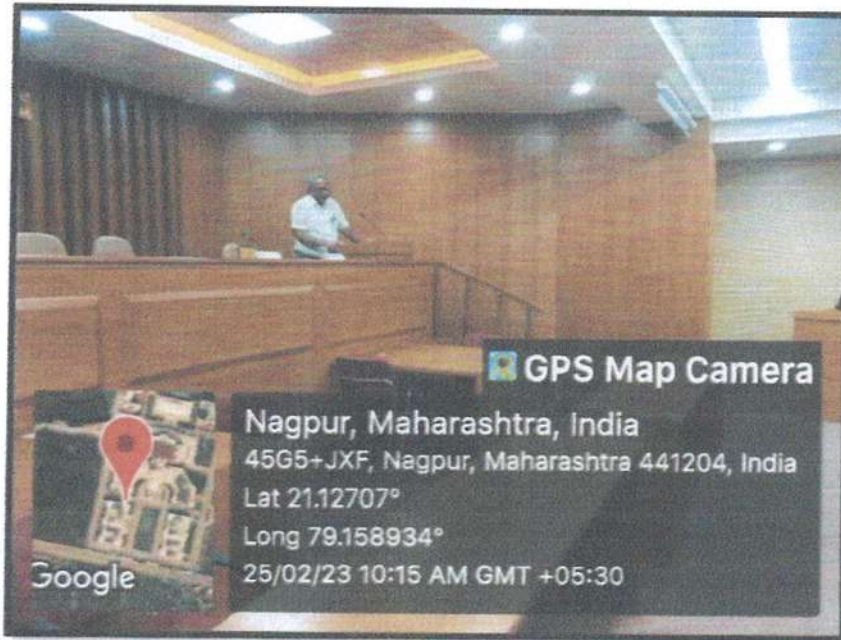 GPS Map Camera
Nagpur, Maharashtra, India
45G5+JXF, Nagpur, Maharashtra 441204, India
Lat 21.12707°
Long 79.158934°
25/02/23 10:15 AM GMT +05:30
Google